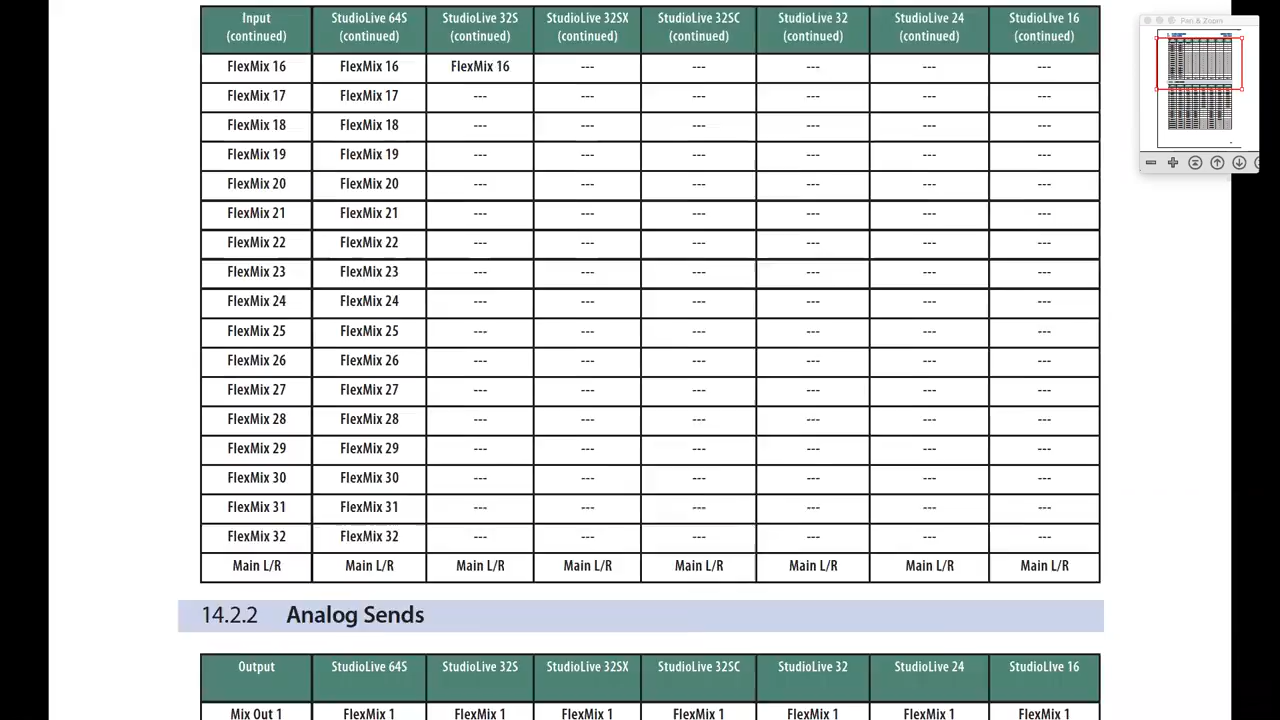 Input StudioLive 64S StudioLive 32S StudioLive 32SX StudioLive 32SC StudioLive 32 StudioLive 24 StudioLIve 16
(continued) (continued) (continued) (continued) (continued) (continued) (continued) (continued)
FlexMix 16 FlexMix 16 FlexMix 16 --- --- --- --- ---
FlexMix 17 FlexMix 17 --- --- --- --- --- ---
FlexMix 18 FlexMix 18 --- --- --- --- --- ---
FlexMix 19 FlexMix 19 --- --- --- --- --- ---
FlexMix 20 FlexMix 20 --- --- --- --- --- ---
FlexMix 21 FlexMix 21 --- --- --- --- --- ---
FlexMix 22 FlexMix 22 --- --- --- --- --- ---
FlexMix 23 FlexMix 23 --- --- --- --- --- ---
FlexMix 24 FlexMix 24 --- --- --- --- --- ---
FlexMix 25 FlexMix 25 --- --- --- --- --- ---
FlexMix 26 FlexMix 26 --- --- --- --- --- ---
FlexMix 27 FlexMix 27 --- --- --- --- --- ---
FlexMix 28 FlexMix 28 --- --- --- --- --- ---
FlexMix 29 FlexMix 29 --- --- --- --- --- ---
FlexMix 30 FlexMix 30 --- --- --- --- --- ---
FlexMix 31 FlexMix 31 --- --- --- --- --- ---
FlexMix 32 FlexMix 32 --- --- --- --- --- ---
Main L/R Main L/R Main L/R Main L/R Main L/R Main L/R Main L/R Main L/R
14.2.2 Analog Sends
Output StudioLive 64S StudioLive 32S StudioLive 32SX StudioLive 32SC StudioLive 32 StudioLive 24 StudioLIve 16
Mix Out 1 FlexMix 1 FlexMix 1 FlexMix 1 FlexMix 1 FlexMix 1 FlexMix 1 FlexMix 1
Pan & Zoom